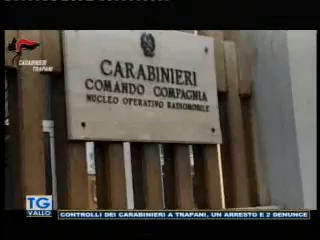 CARABINIERI
TRAPANI
CARABINIERI
COMANDO COMPAGNIA
NUCLEO OPERATIVO RADIOMOBILE
TG
VALLO
CONTROLLI DEI CARABINIERI A TRAPANI, UN ARRESTO E 2 DENUNCE